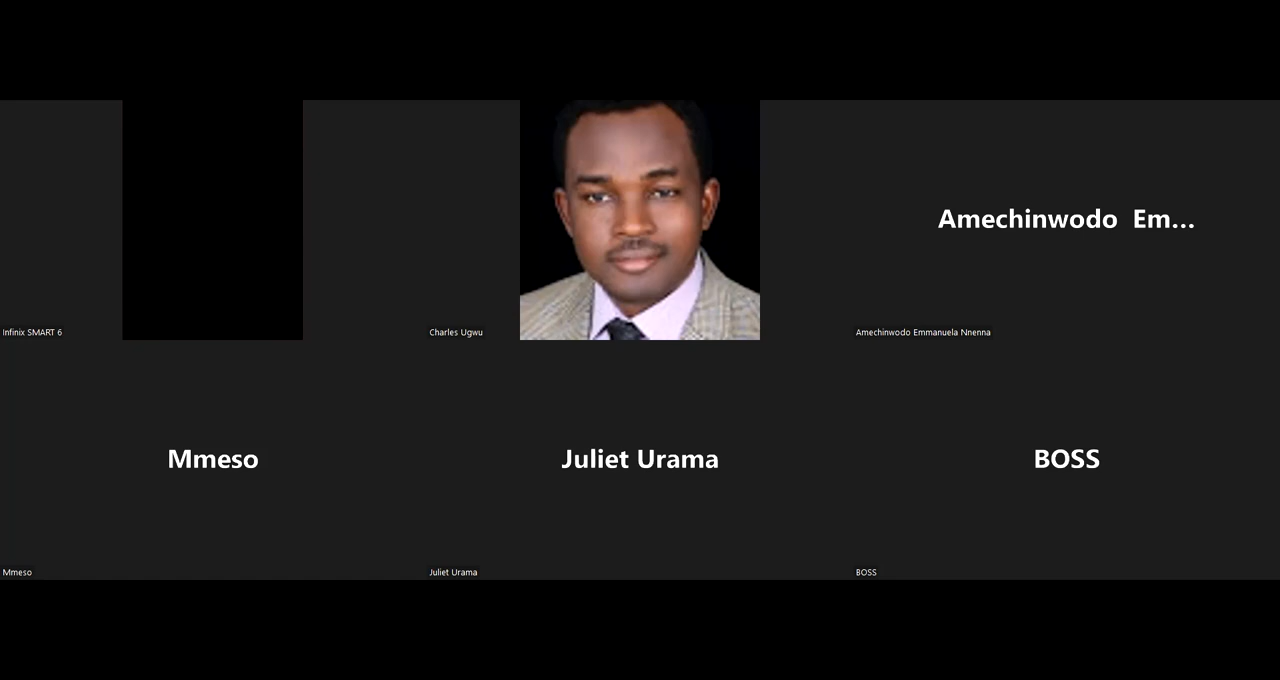 Amechinwodo Em...
Infinix SMART 6
Charles Ugwu
Amechinwodo Emmanuela Nnenna
Mmeso
Juliet Urama
BOSS
Mmeso
Juliet Urama
BOSS